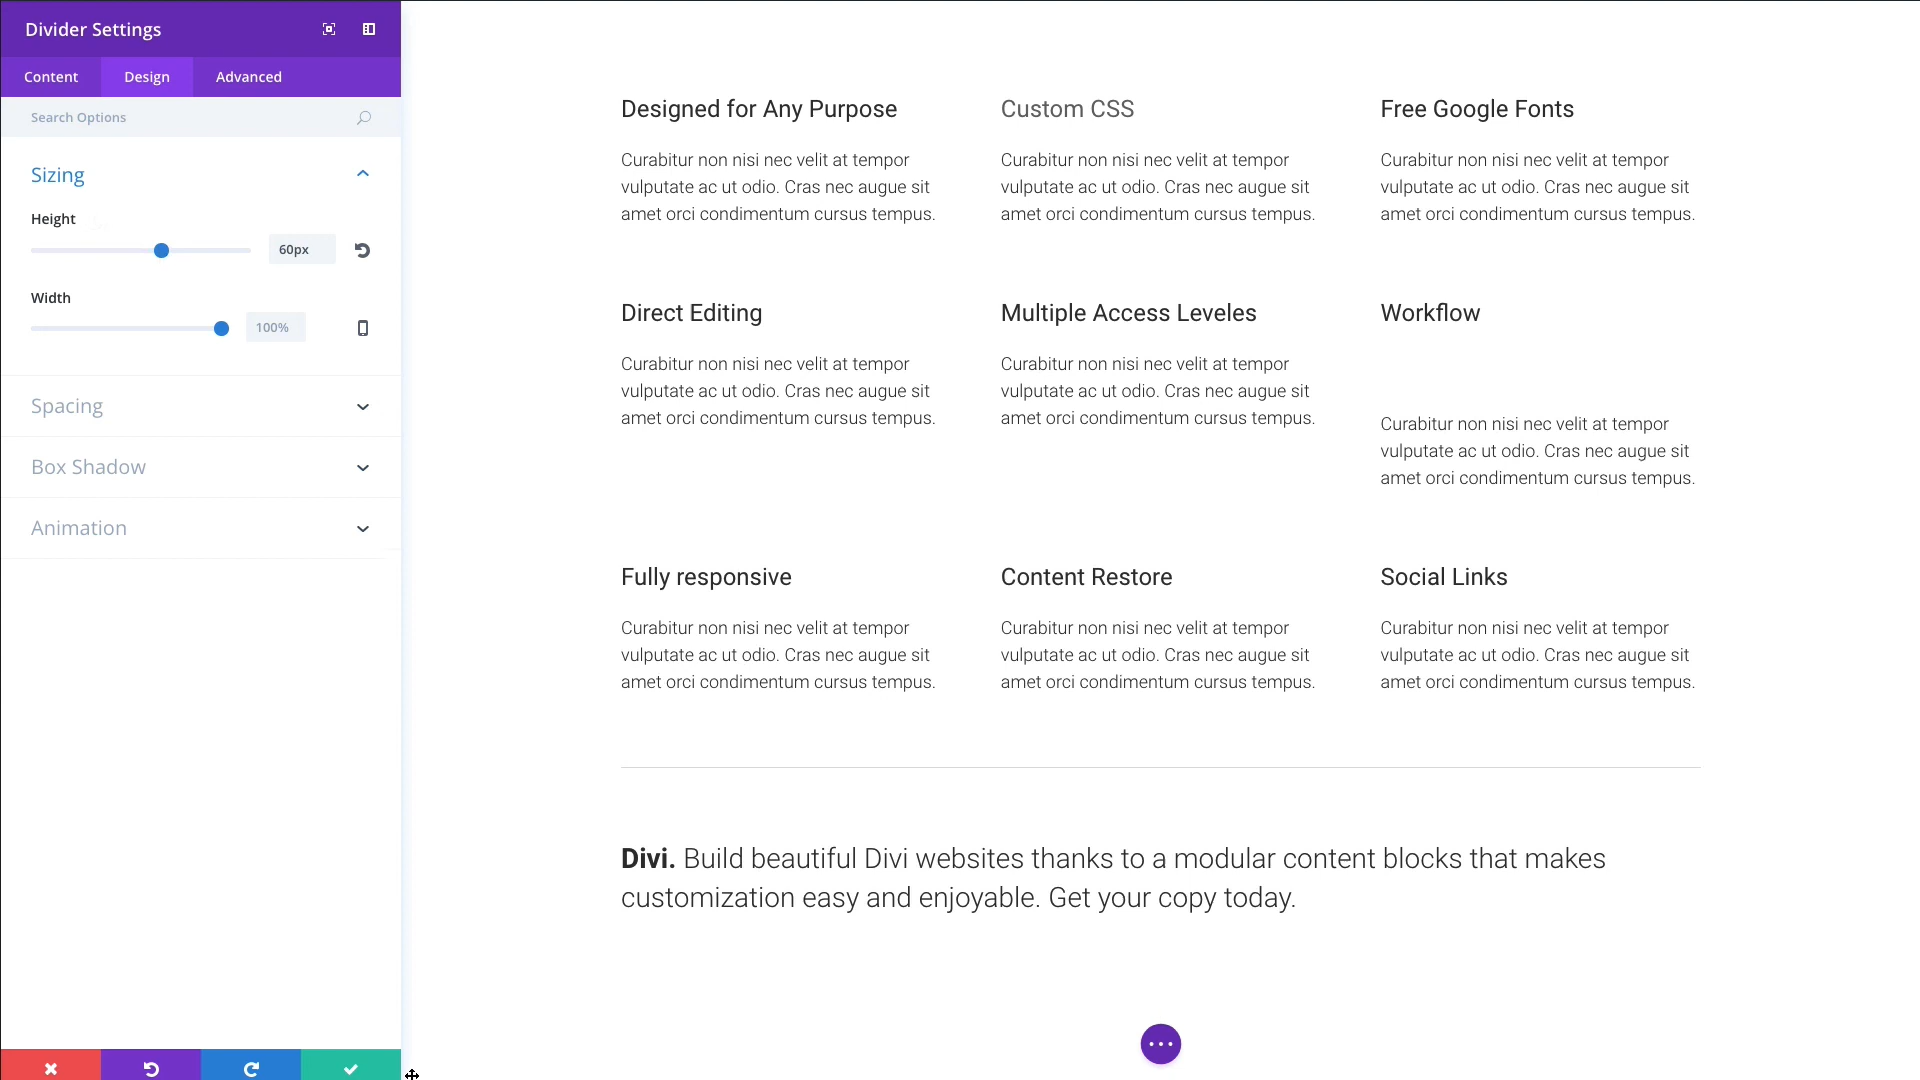 Divider Settings
Content
Design
Advanced
Search Options
Sizing
Height
60px
Width
100%
Spacing
Box Shadow
Animation
Designed for Any Purpose
Curabitur non nisi nec velit at tempor
vulputate ac ut odio. Cras nec augue sit
amet orci condimentum cursus tempus.
Custom CSS
Curabitur non nisi nec velit at tempor
vulputate ac ut odio. Cras nec augue sit
amet orci condimentum cursus tempus.
Free Google Fonts
Curabitur non nisi nec velit at tempor
vulputate ac ut odio. Cras nec augue sit
amet orci condimentum cursus tempus.
Direct Editing
Curabitur non nisi nec velit at tempor
vulputate ac ut odio. Cras nec augue sit
amet orci condimentum cursus tempus.
Multiple Access Leveles
Curabitur non nisi nec velit at tempor
vulputate ac ut odio. Cras nec augue sit
amet orci condimentum cursus tempus.
Workflow
Curabitur non nisi nec velit at tempor
vulputate ac ut odio. Cras nec augue sit
amet orci condimentum cursus tempus.
Fully responsive
Curabitur non nisi nec velit at tempor
vulputate ac ut odio. Cras nec augue sit
amet orci condimentum cursus tempus.
Content Restore
Curabitur non nisi nec velit at tempor
vulputate ac ut odio. Cras nec augue sit
amet orci condimentum cursus tempus.
Social Links
Curabitur non nisi nec velit at tempor
vulputate ac ut odio. Cras nec augue sit
amet orci condimentum cursus tempus.
Divi. Build beautiful Divi websites thanks to a modular content blocks that makes
customization easy and enjoyable. Get your copy today.